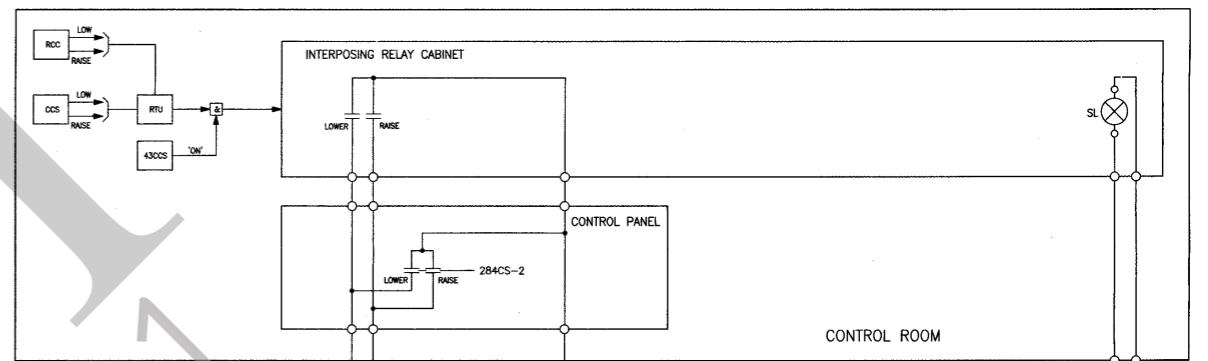 RCC
LOW
RAISE
INTERPOSING RELAY CABINET
CCS
LOW
RAISE
RTU
&
LOWER
RAISE
SL
43CCS
'ON'
CONTROL PANEL
LOWER
RAISE
284CS-2
CONTROL ROOM